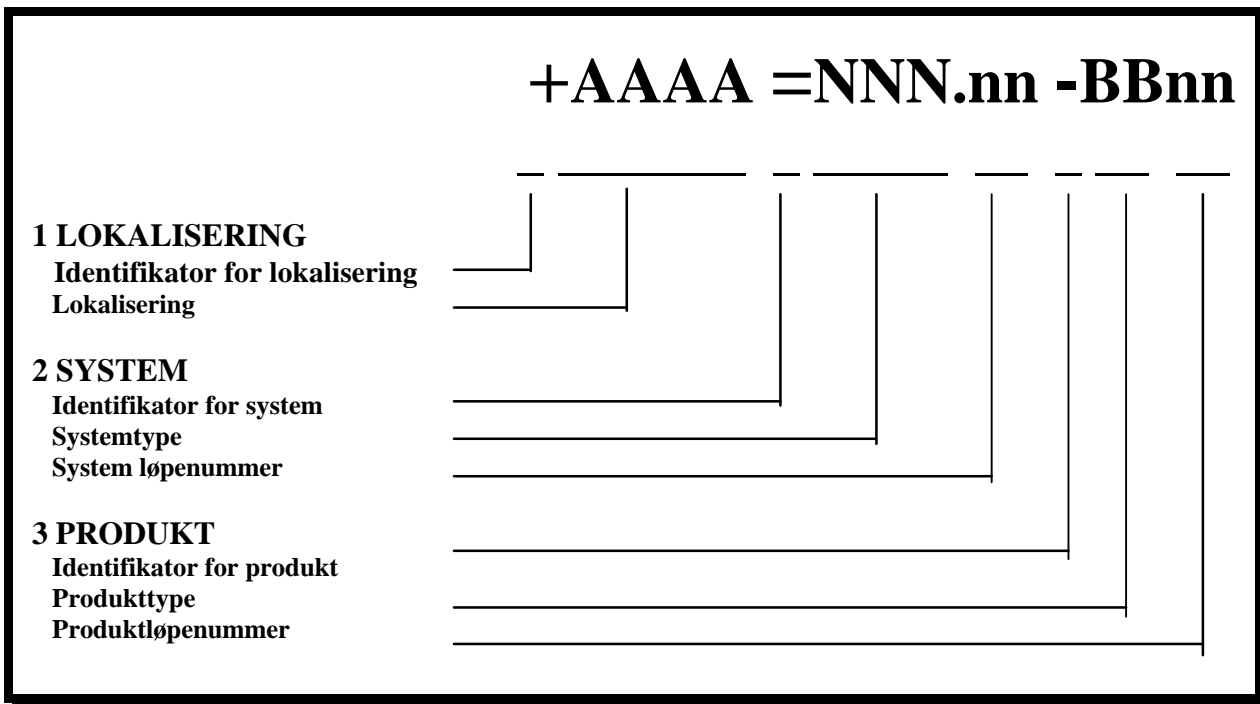 +AAAA =NNN.nn -BBnn
1 LOKALISERING
Identifikator for lokalisering
Lokalisering
2 SYSTEM
Identifikator for system
Systemtype
System løpenummer
3 PRODUKT
Identifikator for produkt
Produkttype
Produktløpenummer